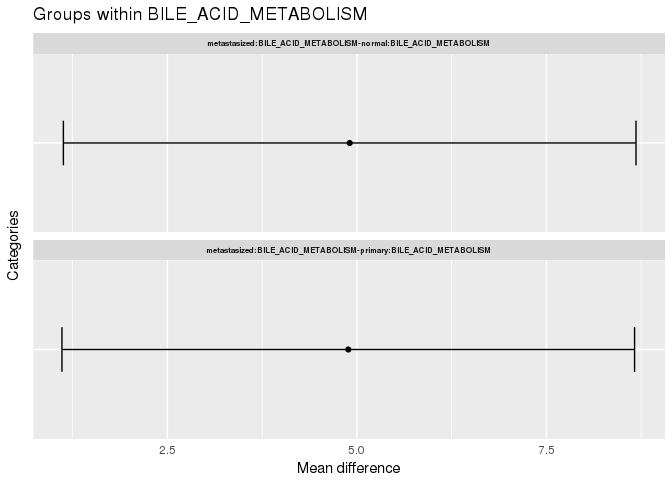 Groups within BILE_ACID_METABOLISM
metastasized:BILE_ACID_METABOLISM-normal:BILE_ACID_METABOLISM
metastasized:BILE_ACID_METABOLISM-primary:BILE_ACID_METABOLISM
Categories
2.5 5.0 7.5
Mean difference